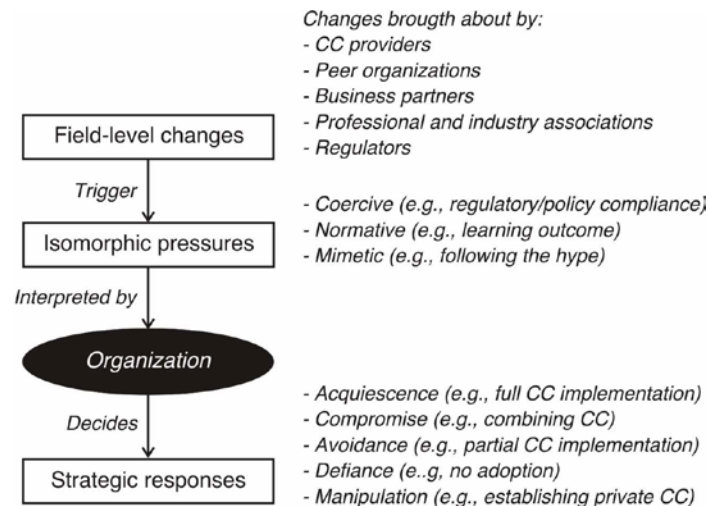 Changes brougth about by:
- CC providers
- Peer organizations
- Business partners
- Professional and industry associations
- Regulators
Field-level changes
Trigger
- Coercive (e.g., regulatory/policy compliance)
- Normative (e.g., learning outcome)
- Mimetic (e.g., following the hype)
Isomorphic pressures
Interpreted by
Organization
Decides
- Acquiescence (e.g., full CC implementation)
- Compromise (e.g., combining CC)
- Avoidance (e.g., partial CC implementation)
- Defiance (e..g, no adoption)
- Manipulation (e.g., establishing private CC)
Strategic responses